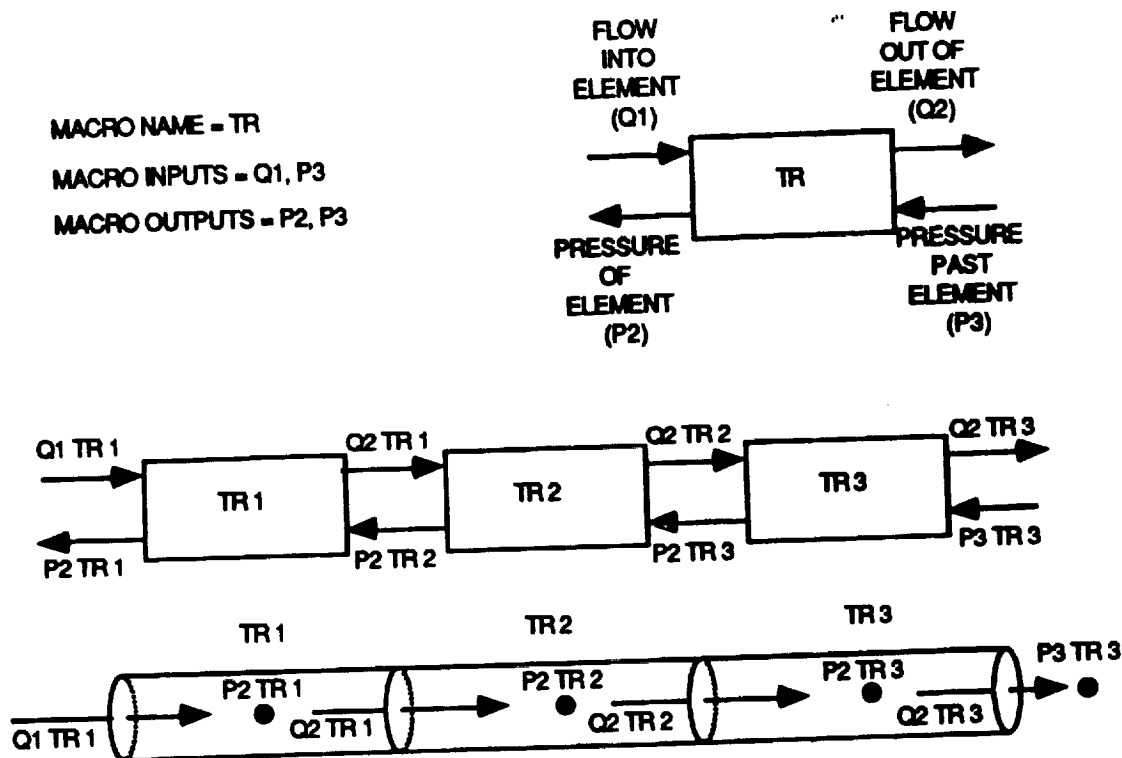 MACRO NAME = TR
MACRO INPUTS = Q1, P3
MACRO OUTPUTS = P2, P3
FLOW
INTO
ELEMENT
(Q1)
FLOW
OUT OF
ELEMENT
(Q2)
TR
PRESSURE
OF
ELEMENT
(P2)
PRESSURE
PAST
ELEMENT
(P3)
Q1 TR 1
Q2 TR 1
Q2 TR 2
Q2 TR 3
TR 1
TR 2
TR 3
P2 TR 1
P2 TR 2
P2 TR 3
P3 TR 3
TR 1
TR 2
TR 3
P2 TR 1
P2 TR 2
P2 TR 3
P3 TR 3
Q1 TR 1
Q2 TR 1
Q2 TR 2
Q2 TR 3